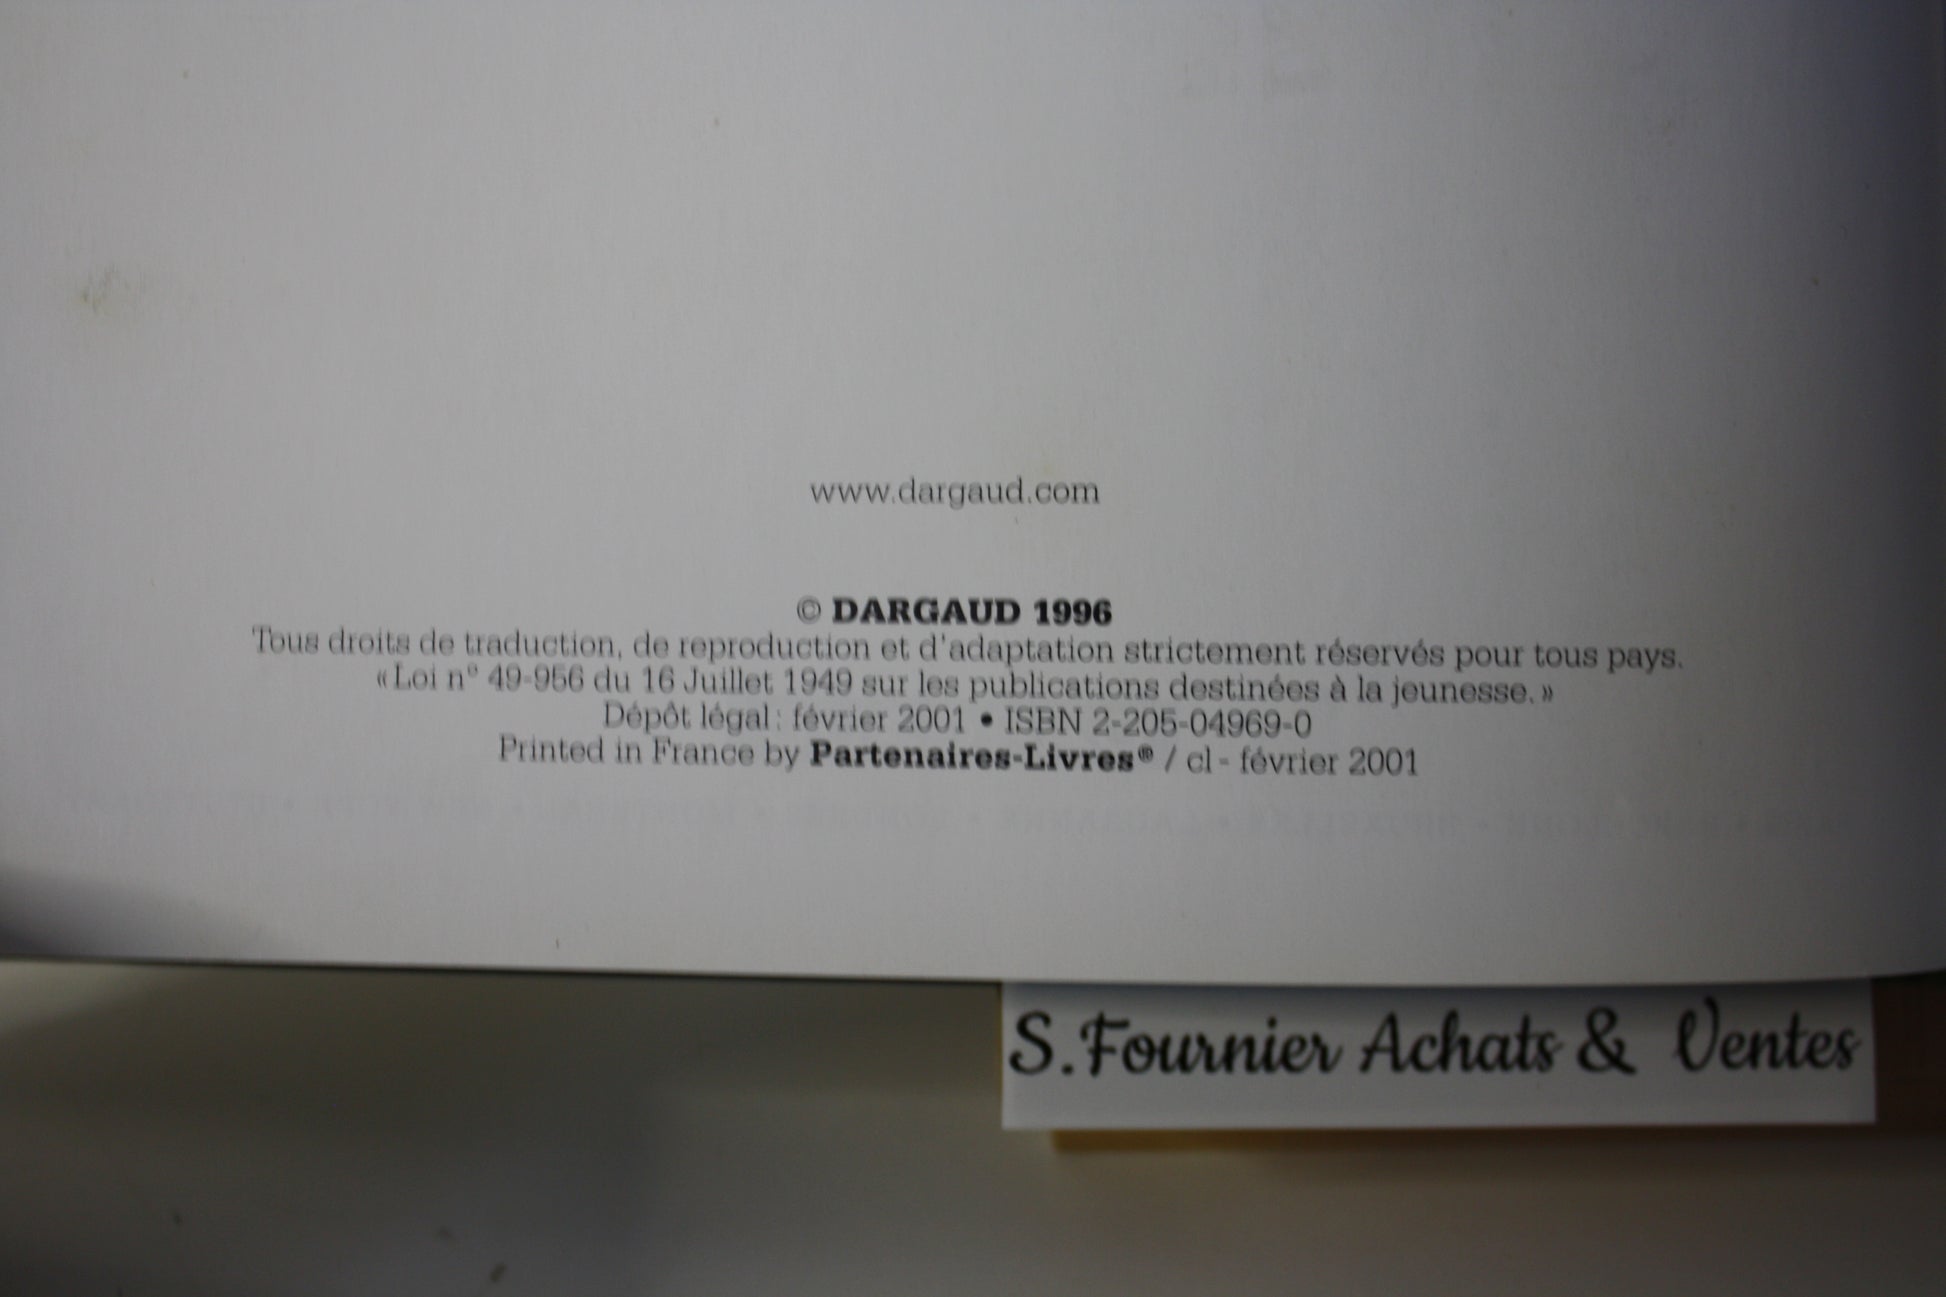 www.dargaud.com
© DARGAUD 1996
Tous droits de traduction, de reproduction et d'adaptation strictement réservés pour tous pays.
«Loi n° 49-956 du 16 Juillet 1949 sur les publications destinées à la jeunesse.»
Dépôt légal : février 2001 • ISBN 2-205-04969-0
Printed in France by Partenaires-Livres® / cl - février 2001
S.Fournier Achats & Ventes